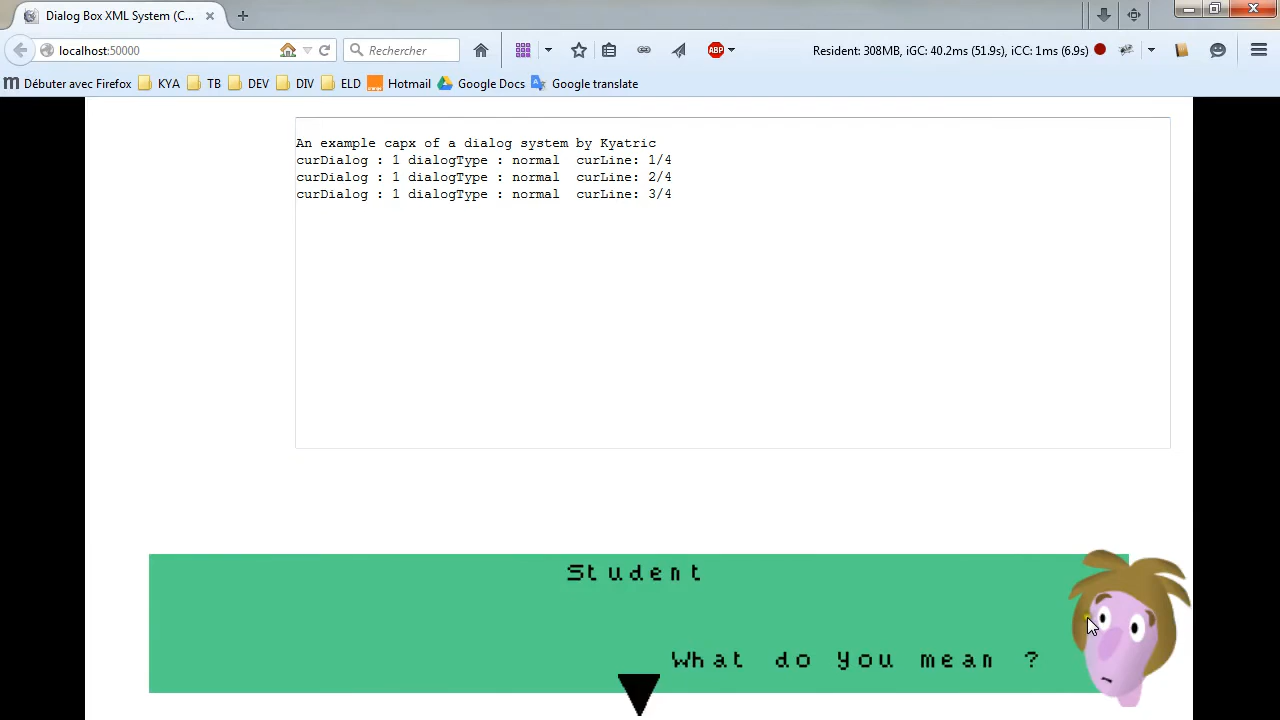 Dialog Box XML System (C...
localhost:50000
Rechercher
ABP
Resident: 308MB, iGC: 40.2ms (51.9s), iCC: 1ms (6.9s)
Débuter avec Firefox KYA TB DEV DIV ELD Hotmail Google Docs Google translate
An example capx of a dialog system by Kyatric
curDialog : 1 dialogType : normal curLine: 1/4
curDialog : 1 dialogType : normal curLine: 2/4
curDialog : 1 dialogType : normal curLine: 3/4
Student
What do you mean ?